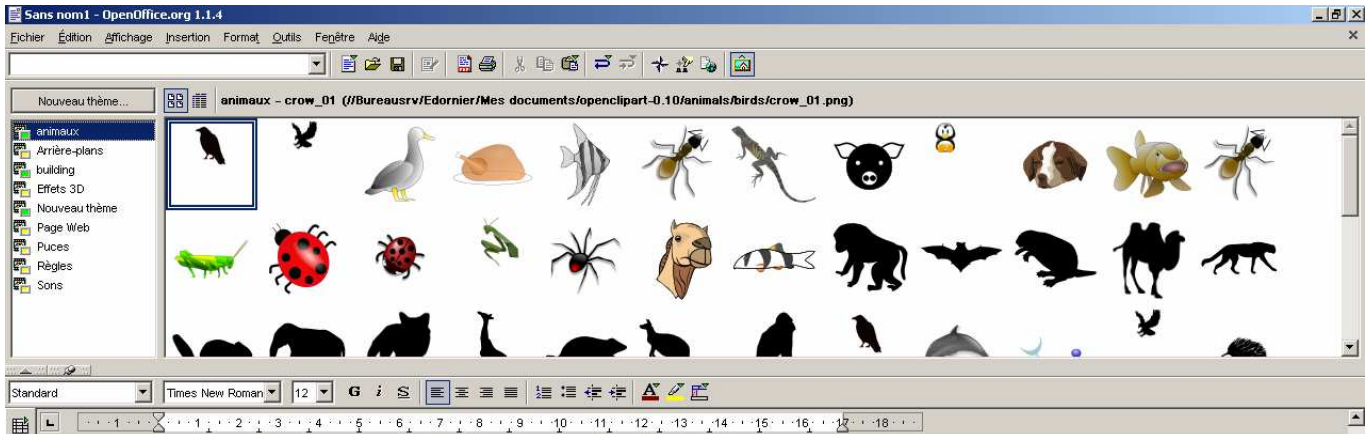 Sans nom1 - OpenOffice.org 1.1.4
Fichier Édition Affichage Insertion Format Outils Fenêtre Aide
Nouveau thème...
animaux - crow_01 (//Bureausrv/Edornier/Mes documents/openclipart-0.10/animals/birds/crow_01.png)
animaux
Arrière-plans
building
Effets 3D
Nouveau thème
Page Web
Puces
Règles
Sons
Standard Times New Roman 12 G i S A
1 1 2 3 4 5 6 7 8 9 10 11 12 13 14 15 16 17 18